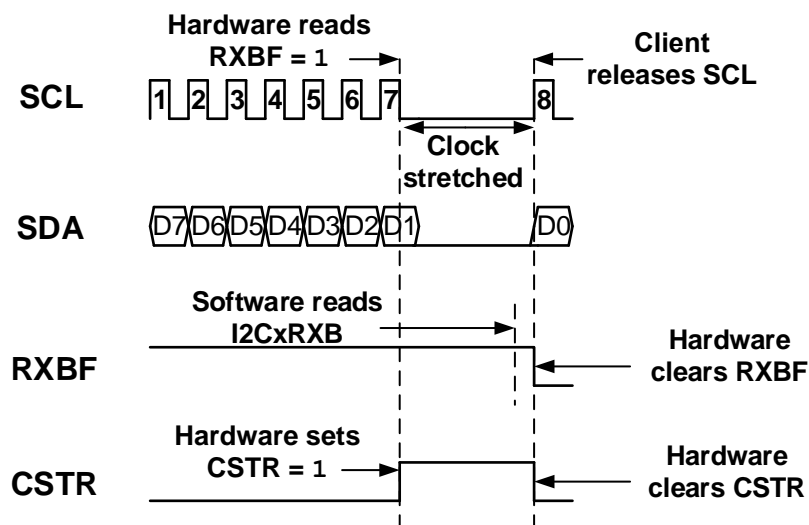 Hardware reads
RXBF = 1
Client
releases SCL
SCL
1 2 3 4 5 6 7 8
Clock
stretched
SDA
D7 D6 D5 D4 D3 D2 D1 D0
Software reads
I2CxRXB
RXBF
Hardware
clears RXBF
Hardware sets
CSTR = 1
CSTR
Hardware
clears CSTR